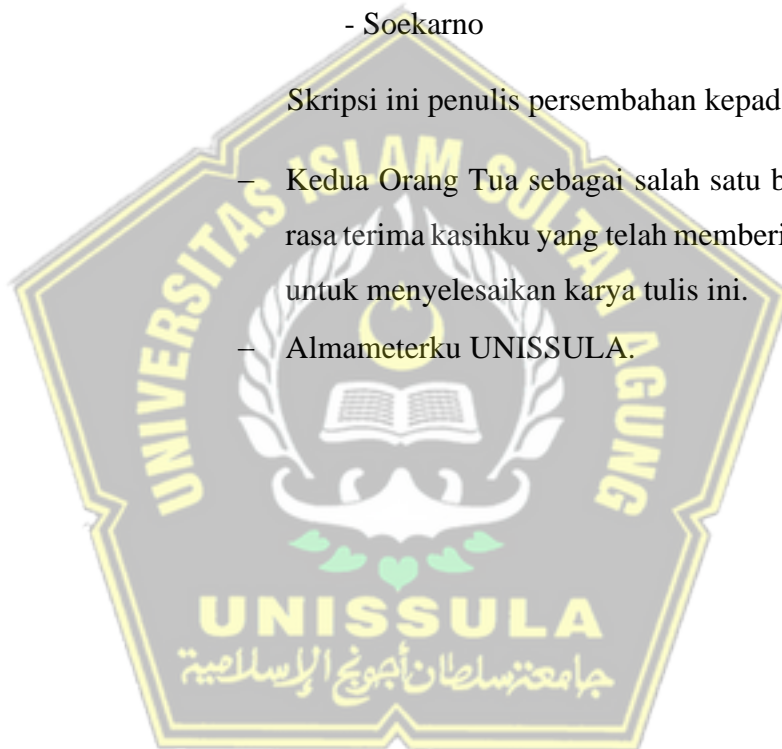 - Soekarno
Skripsi ini penulis persembahan kepad
– Kedua Orang Tua sebagai salah satu b
rasa terima kasihku yang telah memberi
untuk menyelesaikan karya tulis ini.
– Almameterku UNISSULA.
UNIVERSITAS ISLAM SULTAN AGUNG
UNISSULA
جامعة سلطان أجونج الإسلامية